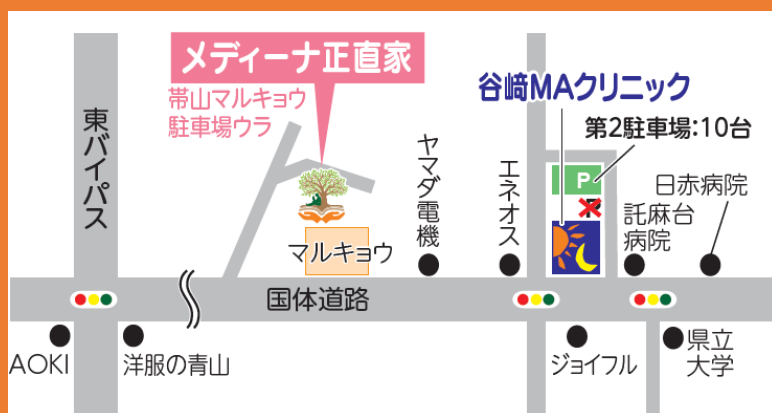 メディーナ正直家
帯山マルキョウ
駐車場ウラ
谷﨑MAクリニック
第2駐車場:10台
東バイパス
ヤマダ電機
エネオス
P
日赤病院
託麻台
病院
マルキョウ
国体道路
AOKI
洋服の青山
ジョイフル
県立
大学